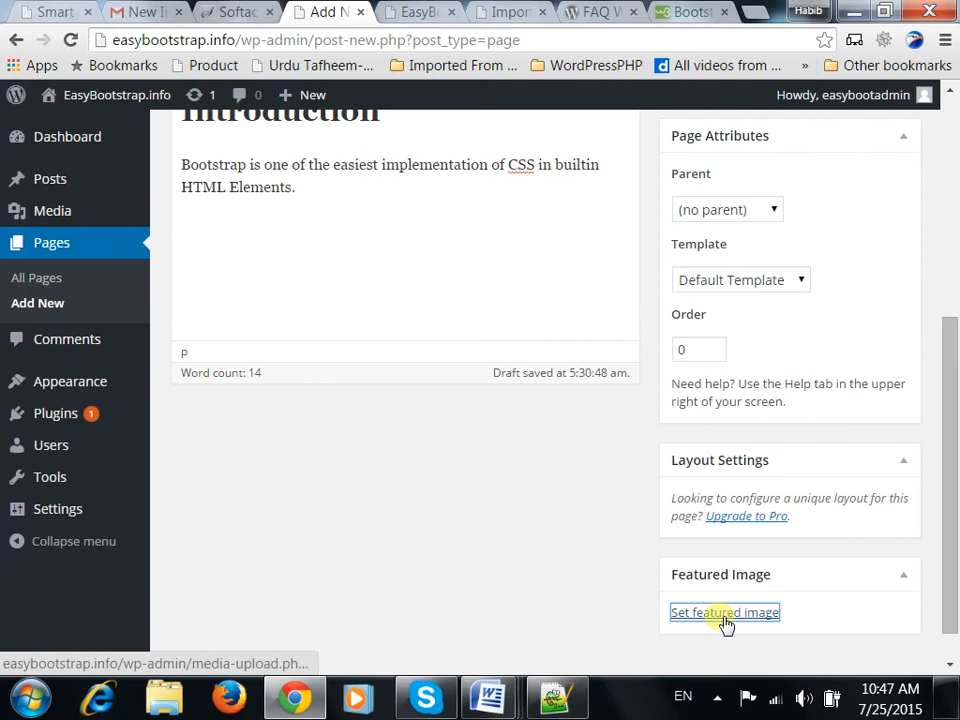 Smart
New In
Softac
Add N
EasyBo
Import
FAQ W
Bootst
Habib
easybootstrap.info/wp-admin/post-new.php?post_type=page
Apps
Bookmarks
Product
Urdu Tafheem-...
Imported From ...
WordPressPHP
All videos from ...
»
Other bookmarks
EasyBootstrap.info
1
0
New
Howdy, easybootadmin
Dashboard
Posts
Media
Pages
All Pages
Add New
Comments
Appearance
Plugins 1
Users
Tools
Settings
Collapse menu
Introduction
Bootstrap is one of the easiest implementation of CSS in builtin
HTML Elements.
p
Word count: 14
Draft saved at 5:30:48 am.
Page Attributes
Parent
(no parent)
Template
Default Template
Order
0
Need help? Use the Help tab in the upper
right of your screen.
Layout Settings
Looking to configure a unique layout for this
page? Upgrade to Pro.
Featured Image
Set featured image
easybootstrap.info/wp-admin/media-upload.ph...
EN
10:47 AM
7/25/2015